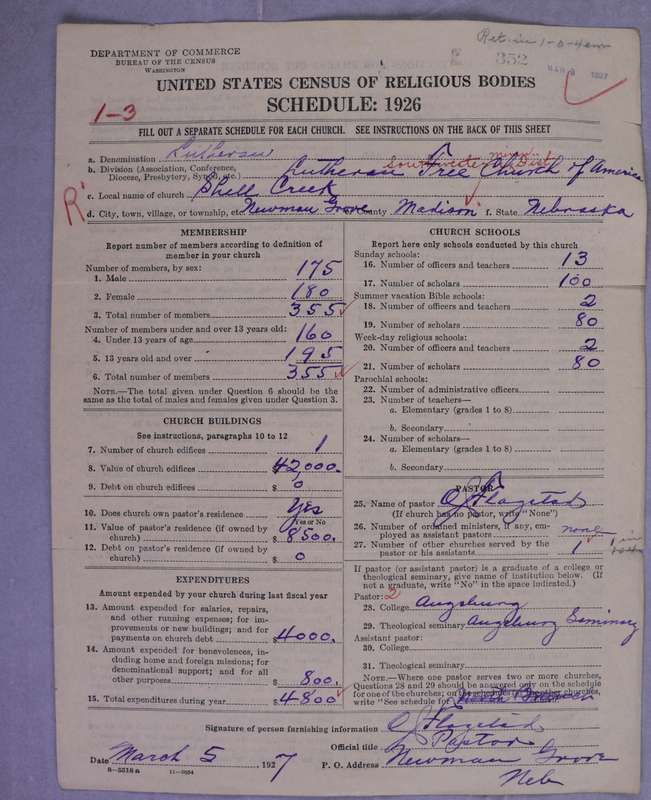 Ret. in 1-0-4
352
MAR 9 1927
DEPARTMENT OF COMMERCE
BUREAU OF THE CENSUS
WASHINGTON
UNITED STATES CENSUS OF RELIGIOUS BODIES
SCHEDULE: 1926
1-3
FILL OUT A SEPARATE SCHEDULE FOR EACH CHURCH. SEE INSTRUCTIONS ON THE BACK OF THIS SHEET
a. Denomination Lutheran
Southwestern Minn. Dist.
b. Division (Association, Conference, Diocese, Presbytery, Synod, etc.) Lutheran Free Church of America
c. Local name of church Shell Creek
R
d. City, town, village, or township, etc. Newman Grove County Madison f. State Nebraska
MEMBERSHIP
Report number of members according to definition of
member in your church
Number of members, by sex:
1. Male 175
2. Female 180
3. Total number of members 355
Number of members under and over 13 years old:
4. Under 13 years of age 160
5. 13 years old and over 195
6. Total number of members 355
NOTE.—The total given under Question 6 should be the
same as the total of males and females given under Question 3.
CHURCH BUILDINGS
See instructions, paragraphs 10 to 12
7. Number of church edifices 1
8. Value of church edifices 42,000.
9. Debt on church edifices $ 0
10. Does church own pastor's residence? Yes
Yes or No
11. Value of pastor's residence (if owned by
church) $ 8500.
12. Debt on pastor's residence (if owned by
church) $ 0
EXPENDITURES
Amount expended by your church during last fiscal year
13. Amount expended for salaries, repairs,
and other running expenses; for im-
provements or new buildings; and for
payments on church debt $ 4000.
14. Amount expended for benevolences, in-
cluding home and foreign missions; for
denominational support; and for all
other purposes $ 800.
15. Total expenditures during year $ 4800
CHURCH SCHOOLS
Report here only schools conducted by this church
Sunday schools:
16. Number of officers and teachers 13
17. Number of scholars 100
Summer vacation Bible schools:
18. Number of officers and teachers 2
19. Number of scholars 80
Week-day religious schools:
20. Number of officers and teachers 2
21. Number of scholars 80
Parochial schools:
22. Number of administrative officers
23. Number of teachers—
a. Elementary (grades 1 to 8)
b. Secondary
24. Number of scholars—
a. Elementary (grades 1 to 8)
b. Secondary
PASTOR
25. Name of pastor O J Flagstad
(If church has no pastor, write "None")
26. Number of ordained ministers, if any, em-
ployed as assistant pastors none
27. Number of other churches served by the
pastor or his assistants 1
1 in
If pastor (or assistant pastor) is a graduate of a college or
theological seminary, give name of institution below. (If
not a graduate, write "No" in the space indicated.)
Pastor: 2
28. College Augsburg
29. Theological seminary Augsburg Seminary
Assistant pastor:
30. College
31. Theological seminary
NOTE.—Where one pastor serves two or more churches,
Questions 28 and 29 should be answered only on the schedule
for one of the churches; on the schedules for the other churches,
write "See schedule for North Branch
Signature of person furnishing information O J Flagstad
Official title Pastor
Date March 5, 1927 P. O. Address Newman Grove
Neb
8-5518 a 11-9054